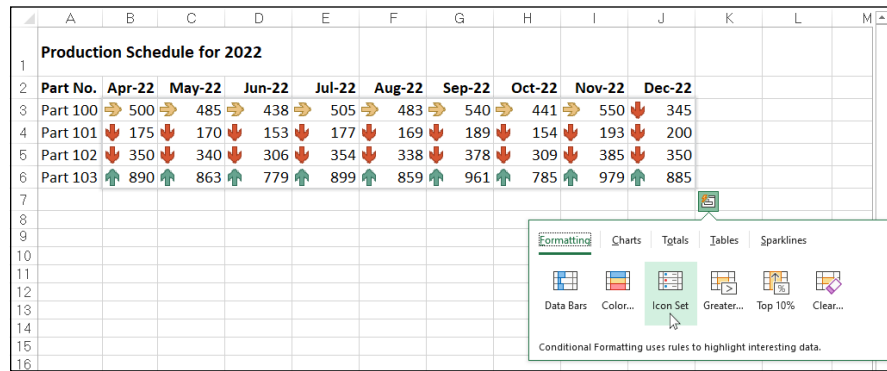 A B C D E F G H I J K L M
1 Production Schedule for 2022
2 Part No. Apr-22 May-22 Jun-22 Jul-22 Aug-22 Sep-22 Oct-22 Nov-22 Dec-22
3 Part 100 500 485 438 505 483 540 441 550 345
4 Part 101 175 170 153 177 169 189 154 193 200
5 Part 102 350 340 306 354 338 378 309 385 350
6 Part 103 890 863 779 899 859 961 785 979 885
7
8
9
Formatting Charts Totals Tables Sparklines
10
11
12
13
Data Bars Color... Icon Set Greater... Top 10% Clear...
14
15
Conditional Formatting uses rules to highlight interesting data.
16